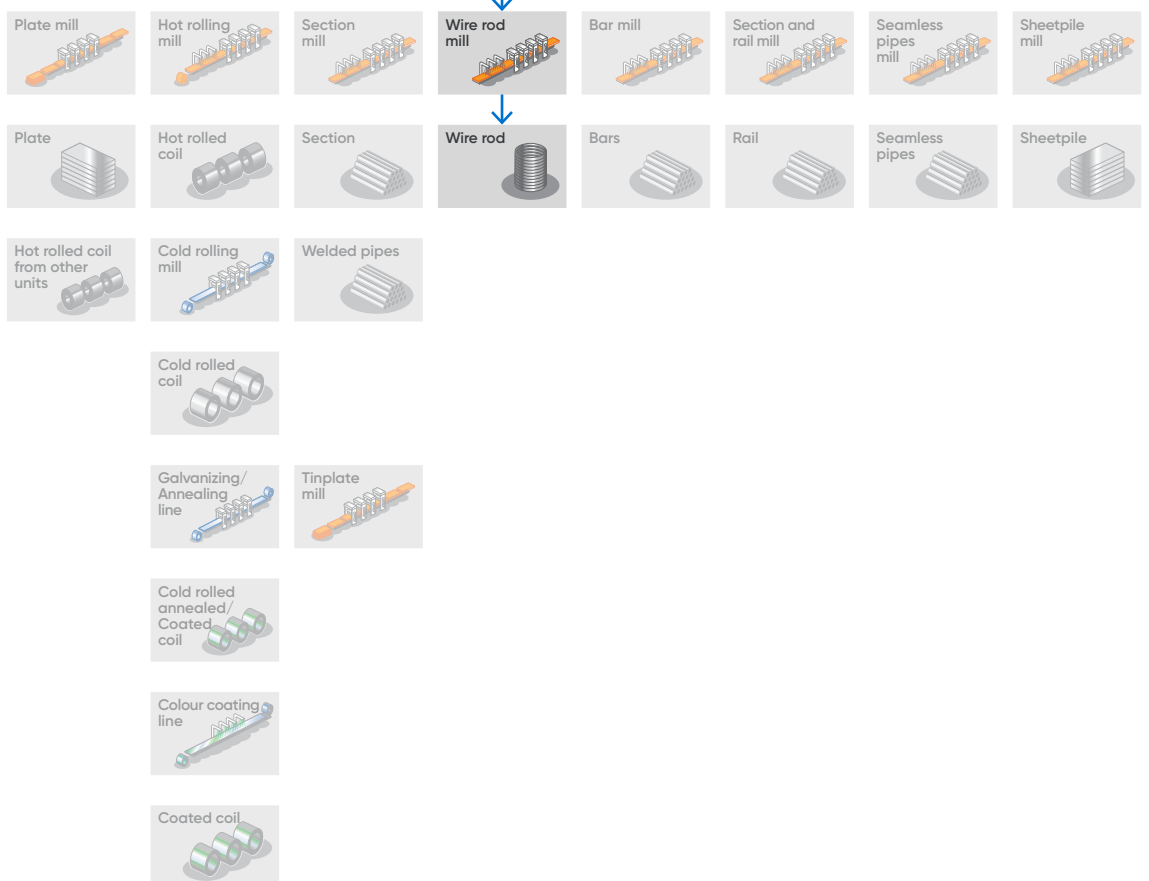 Plate mill
Hot rolling
mill
Section
mill
Wire rod
mill
Bar mill
Section and
rail mill
Seamless
pipes
mill
Sheetpile
mill
Plate
Hot rolled
coil
Section
Wire rod
Bars
Rail
Seamless
pipes
Sheetpile
Hot rolled coil
from other
units
Cold rolling
mill
Welded pipes
Cold rolled
coil
Galvanizing/
Annealing
line
Tinplate
mill
Cold rolled
annealed/
Coated
coil
Colour coating
line
Coated coil